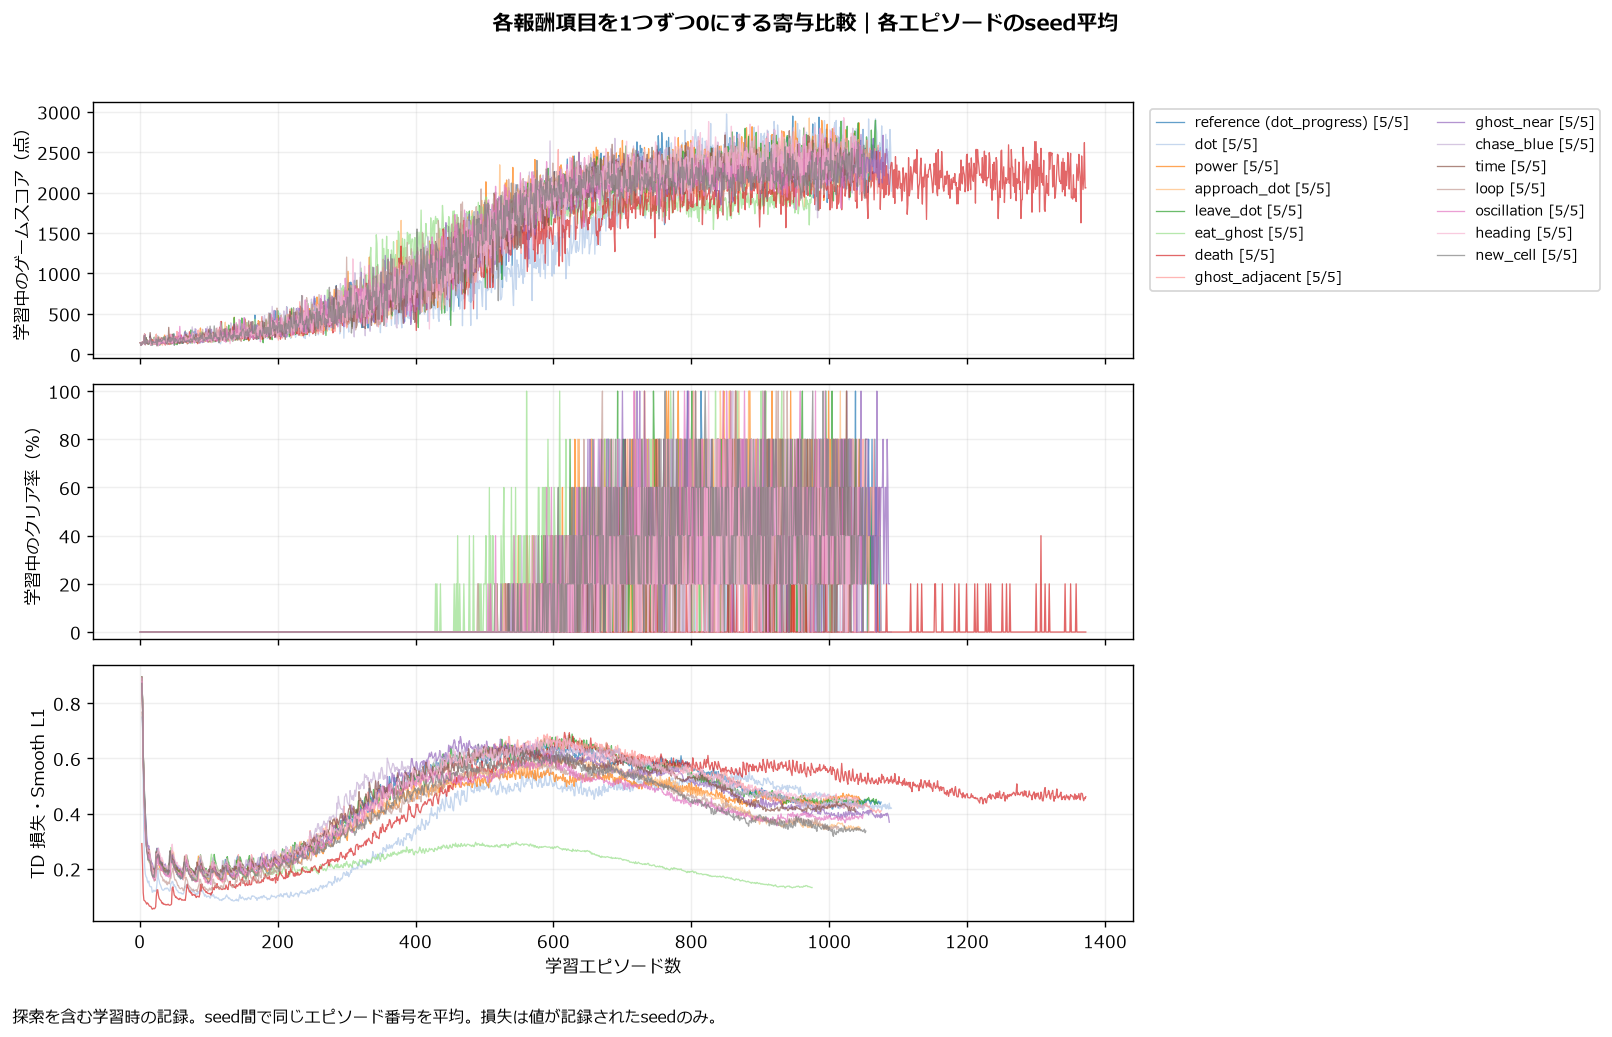 各報酬項目を1つずつ0にする寄与比較｜各エピソードのseed平均
学習中のゲームスコア（点）
3000
2500
2000
1500
1000
500
0
reference (dot_progress) [5/5]
dot [5/5]
power [5/5]
approach_dot [5/5]
leave_dot [5/5]
eat_ghost [5/5]
death [5/5]
ghost_adjacent [5/5]
ghost_near [5/5]
chase_blue [5/5]
time [5/5]
loop [5/5]
oscillation [5/5]
heading [5/5]
new_cell [5/5]
学習中のクリア率（%）
100
80
60
40
20
0
TD 損失・Smooth L1
0.8
0.6
0.4
0.2
0
200
400
600
800
1000
1200
1400
学習エピソード数
探索を含む学習時の記録。seed間で同じエピソード番号を平均。損失は値が記録されたseedのみ。